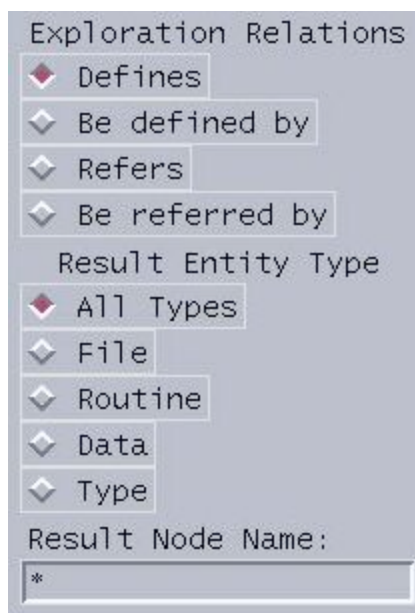 Exploration Relations
Defines
Be defined by
Refers
Be referred by
Result Entity Type
All Types
File
Routine
Data
Type
Result Node Name:
*